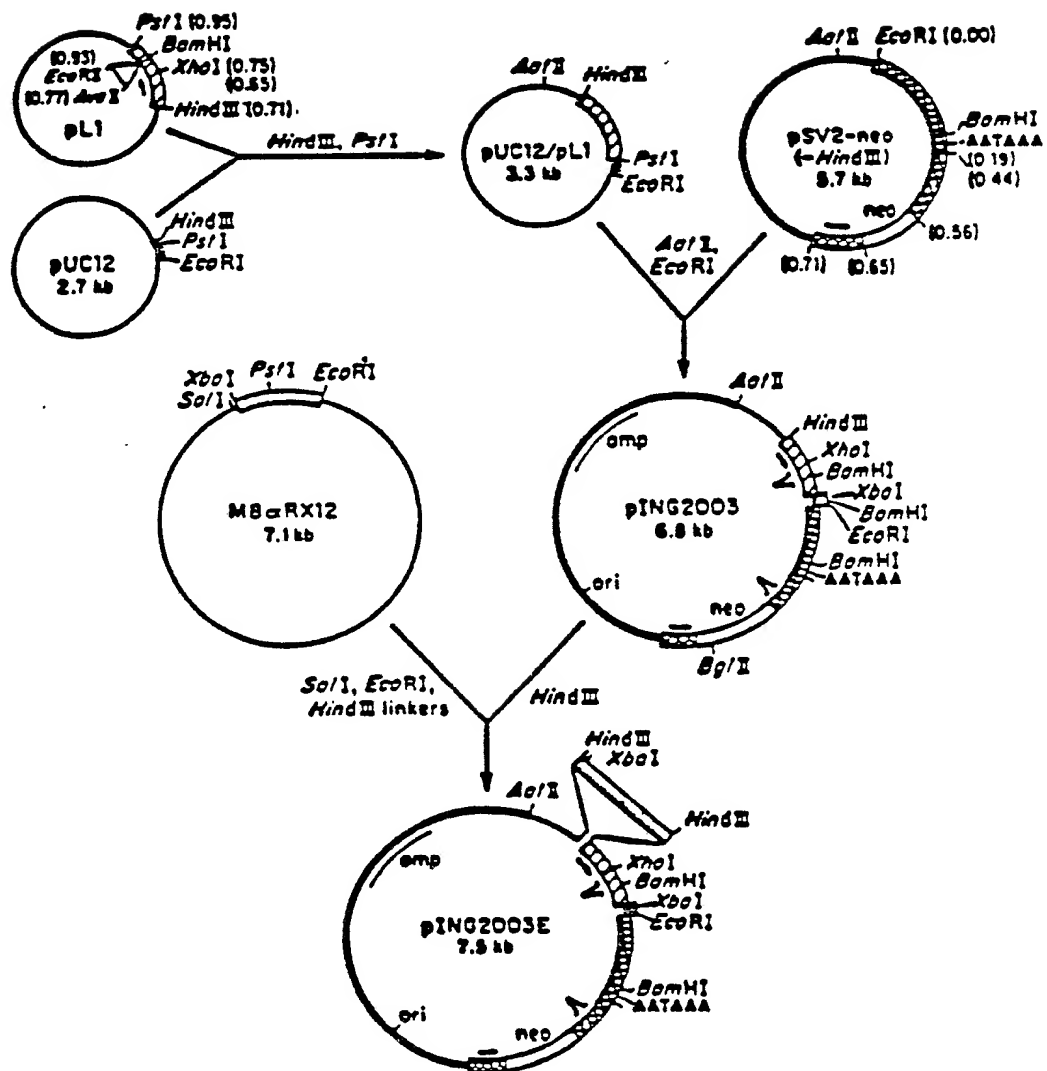 PstI (0.95)
BamHI
(0.93)
EcoRI
XhoI (0.75)
(0.65)
(0.77) AvaII
HindIII (0.71)
pL1
HindIII, PstI
HindIII
PstI
EcoRI
pUC12
2.7 kb
AatII
HindIII
pUC12/pL1
3.3 kb
PstI
EcoRI
AatII
EcoRI (0.00)
pSV2-neo
(-HindIII)
5.7 kb
BamHI
AATAAA
(0.19)
(0.44)
neo
(0.56)
(0.71)
(0.65)
AatII,
EcoRI
XbaI
SalI
PstI
EcoRI
M8αRX12
7.1 kb
AatII
HindIII
XhoI
BamHI
XbaI
BamHI
EcoRI
BamHI
AATAAA
amp
pING2003
6.8 kb
ori
neo
BglII
SalI, EcoRI,
HindIII linkers
HindIII
HindIII
XbaI
AatII
HindIII
amp
XhoI
BamHI
XbaI
EcoRI
pING2003E
7.5 kb
BamHI
AATAAA
ori
neo